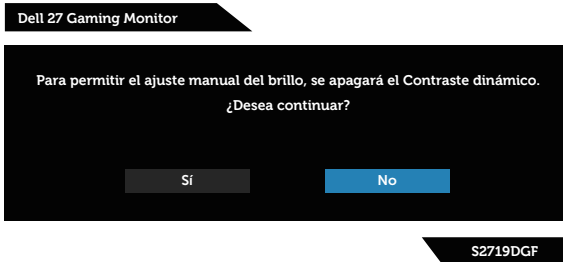 Dell 27 Gaming Monitor
Para permitir el ajuste manual del brillo, se apagará el Contraste dinámico.
¿Desea continuar?
Sí
No
S2719DGF